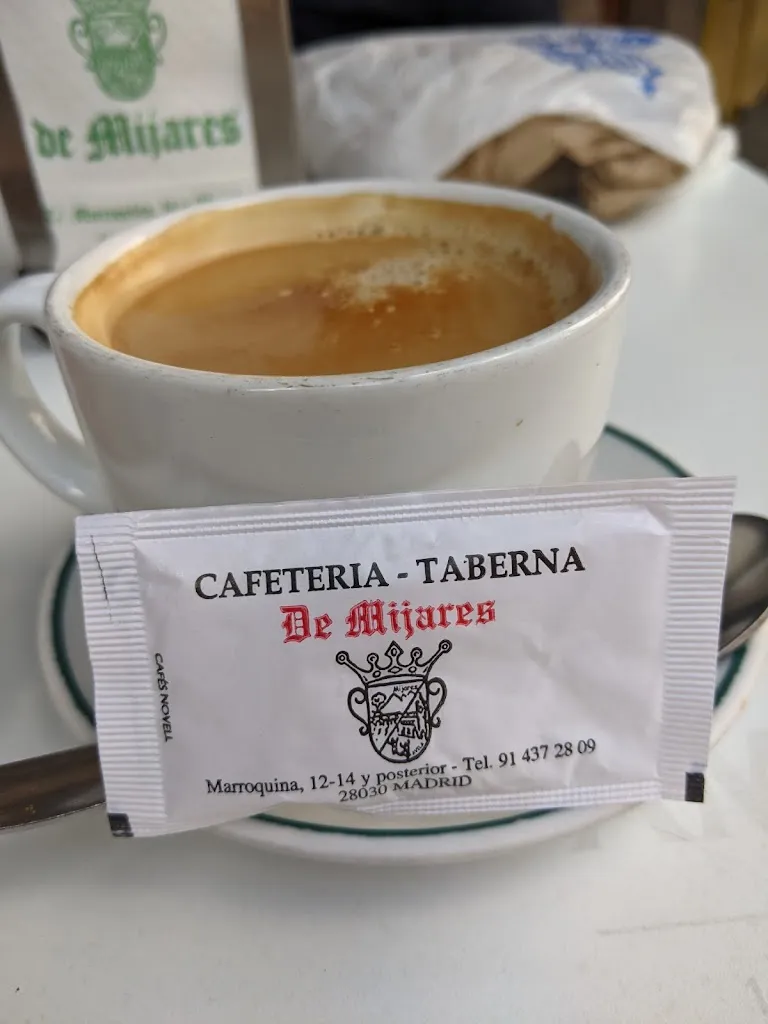 de Mijares
CAFETERIA - TABERNA
De Mijares
Mijares
CAFÉS NOVELL
Marroquina, 12-14 y posterior - Tel. 91 437 28 09
28030 MADRID